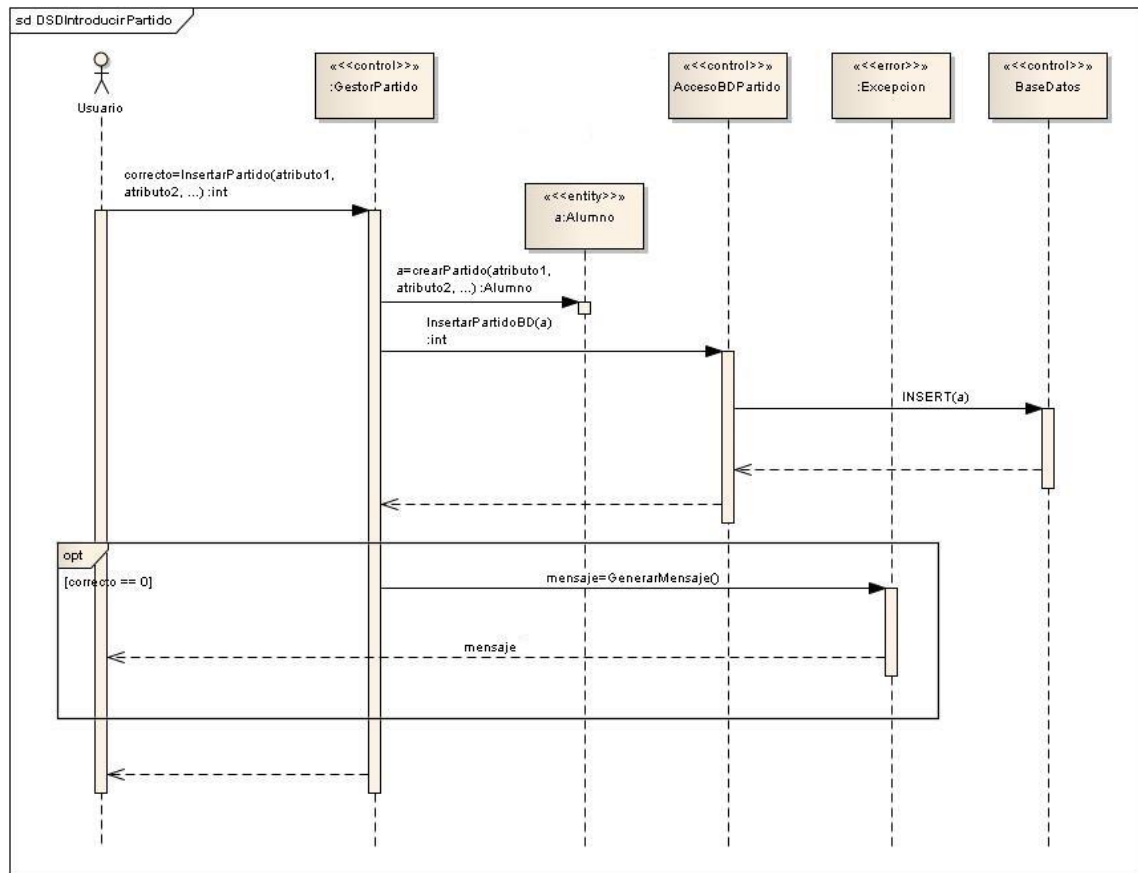 sd DSDIntroducirPartido
Usuario
«<<control>>»
:GestorPartido
«<<control>>»
AccesoBDPartido
«<<error>>»
:Excepcion
«<<control>>»
BaseDatos
correcto=InsertarPartido(atributo1,
atributo2, ...) :int
«<<entity>>»
a:Alumno
a=crearPartido(atributo1,
atributo2, ...) :Alumno
InsertarPartidoBD(a)
:int
INSERT(a)
opt
[correcto == 0]
mensaje=GenerarMensaje()
mensaje